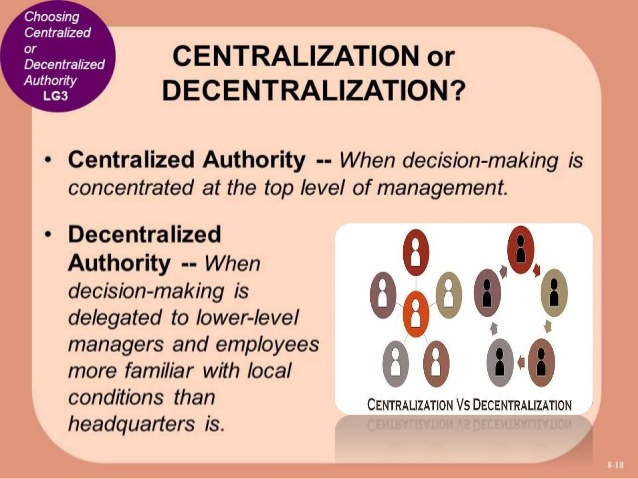 Choosing
Centralized
or
Decentralized
Authority
LG3
CENTRALIZATION or
DECENTRALIZATION?
• Centralized Authority -- When decision-making is
concentrated at the top level of management.
• Decentralized
Authority -- When
decision-making is
delegated to lower-level
managers and employees
more familiar with local
conditions than
headquarters is.
CENTRALIZATION VS DECENTRALIZATION
8-18